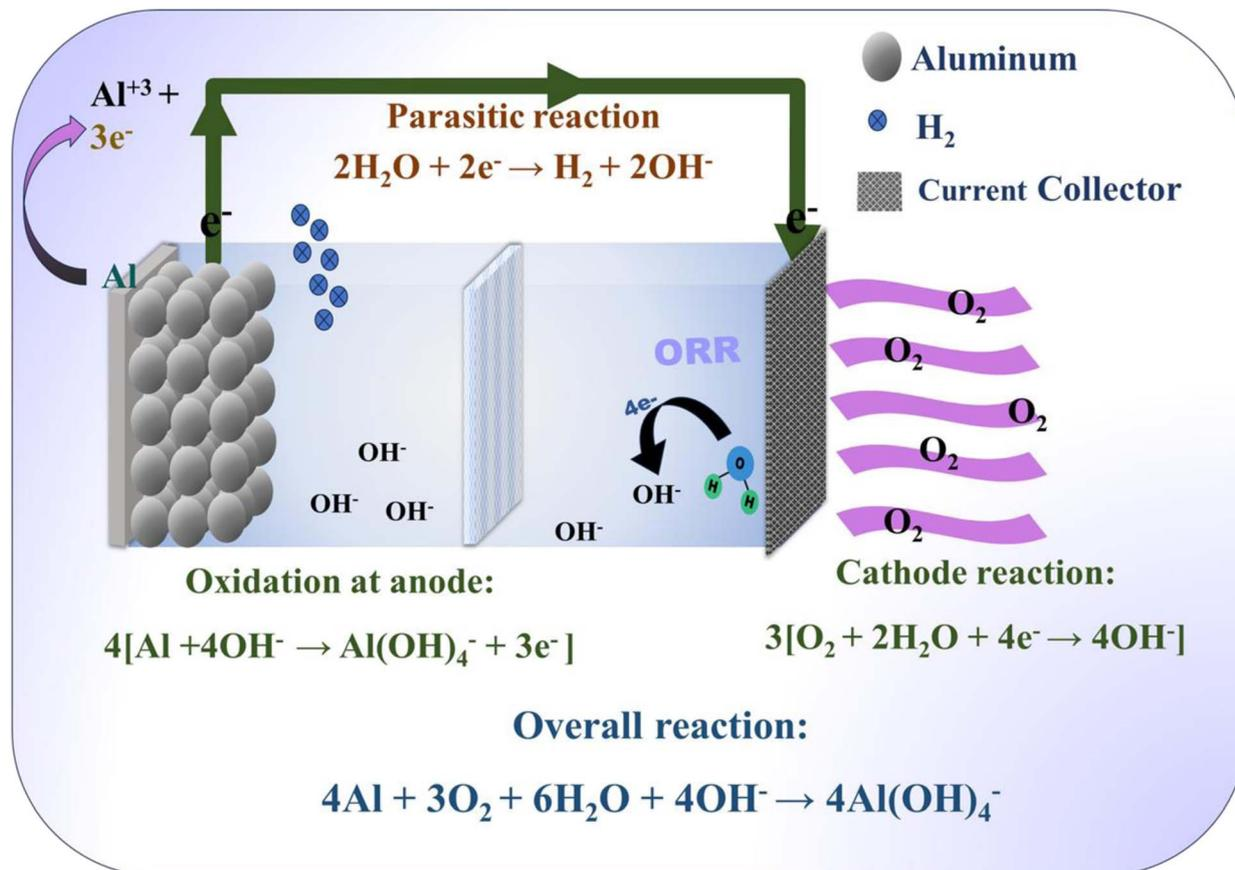 Al⁺³ +
3e⁻
Parasitic reaction
2H₂O + 2e⁻ → H₂ + 2OH⁻
Aluminum
H₂
Current Collector
e⁻
e⁻
Al
ORR
4e-
O
H
H
OH⁻
OH⁻
OH⁻
OH⁻
OH⁻
O₂
O₂
O₂
O₂
O₂
Oxidation at anode:
4[Al +4OH⁻ → Al(OH)₄⁻ + 3e⁻]
Cathode reaction:
3[O₂ + 2H₂O + 4e⁻ → 4OH⁻]
Overall reaction:
4Al + 3O₂ + 6H₂O + 4OH⁻ → 4Al(OH)₄⁻